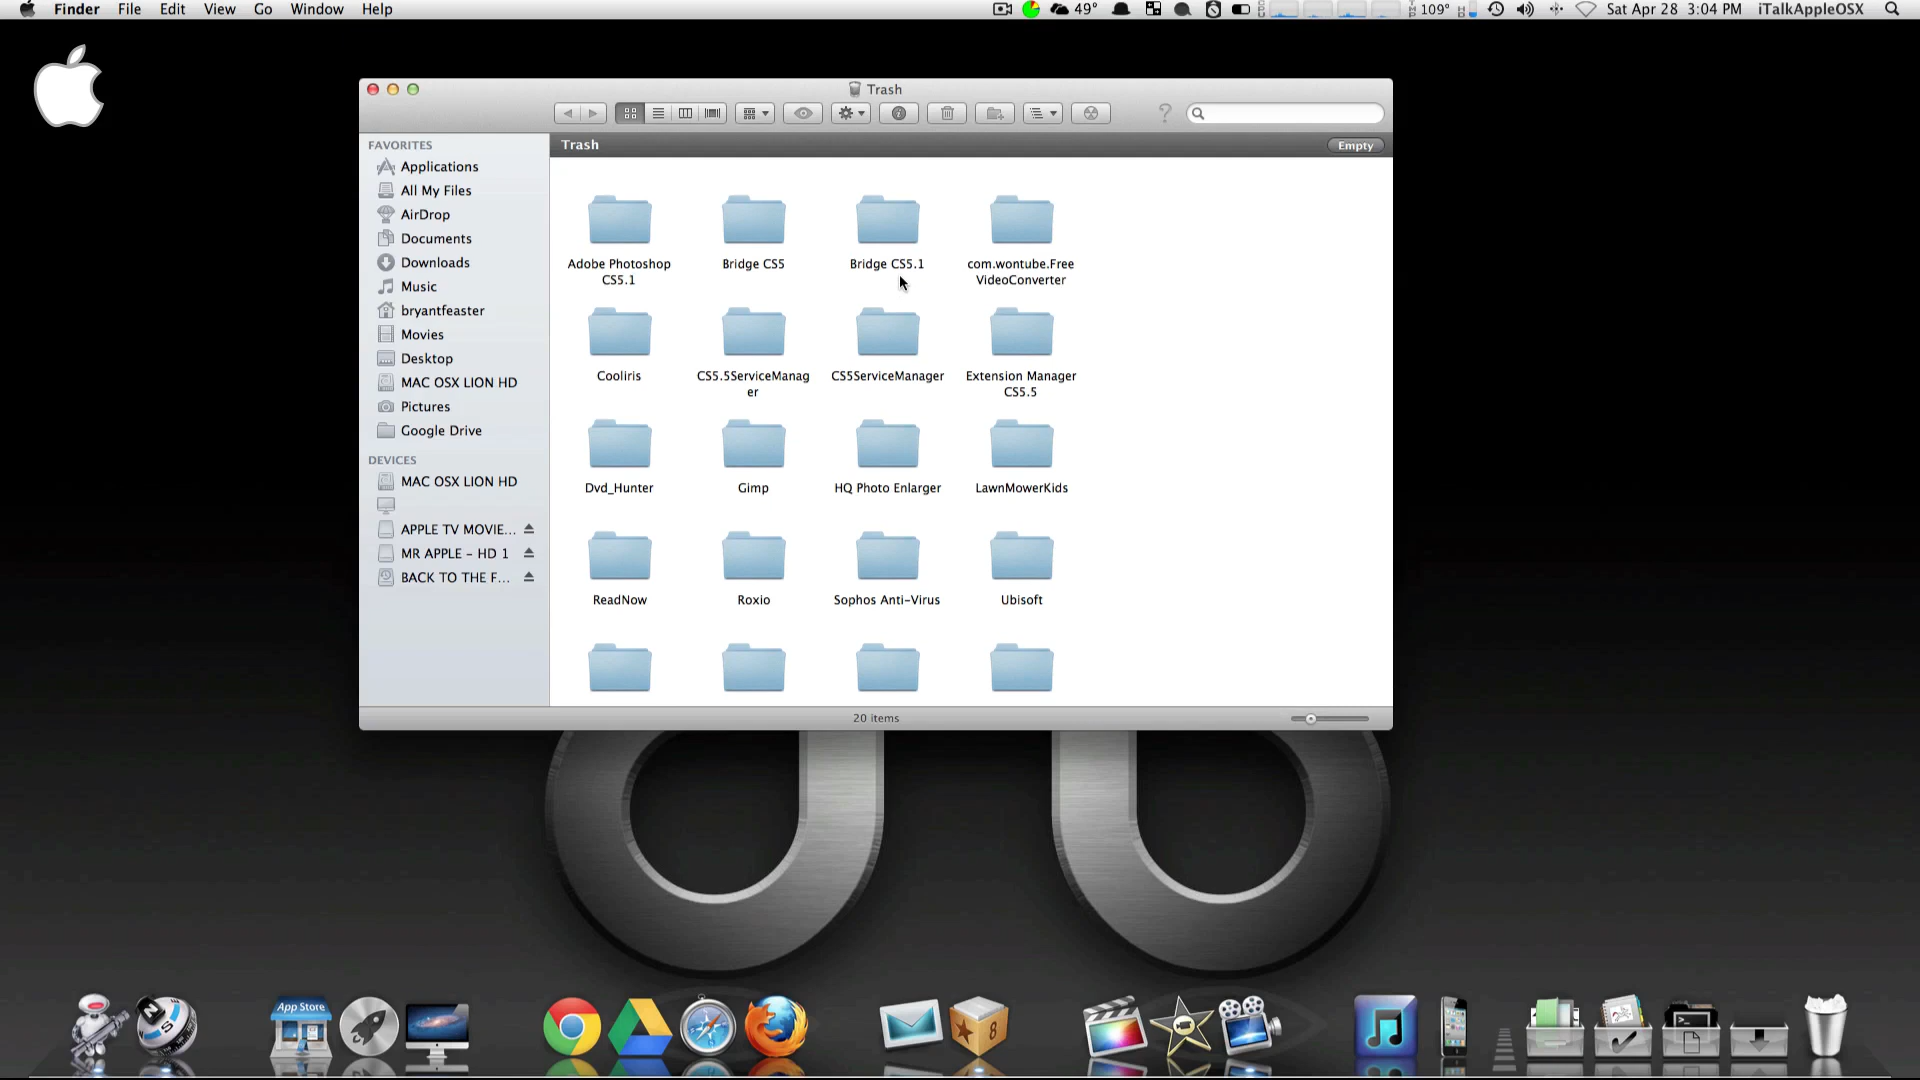 Finder File Edit View Go Window Help
49° 109° Sat Apr 28 3:04 PM iTalkAppleOSX
Trash
FAVORITES
Applications
All My Files
AirDrop
Documents
Downloads
Music
bryantfeaster
Movies
Desktop
MAC OSX LION HD
Pictures
Google Drive
DEVICES
MAC OSX LION HD
APPLE TV MOVIE...
MR APPLE – HD 1
BACK TO THE F...
Trash Empty
Adobe Photoshop
CS5.1
Bridge CS5
Bridge CS5.1
com.wontube.Free
VideoConverter
Cooliris
CS5.5ServiceManag
er
CS5ServiceManager
Extension Manager
CS5.5
Dvd_Hunter
Gimp
HQ Photo Enlarger
LawnMowerKids
ReadNow
Roxio
Sophos Anti-Virus
Ubisoft
20 items
App Store
8